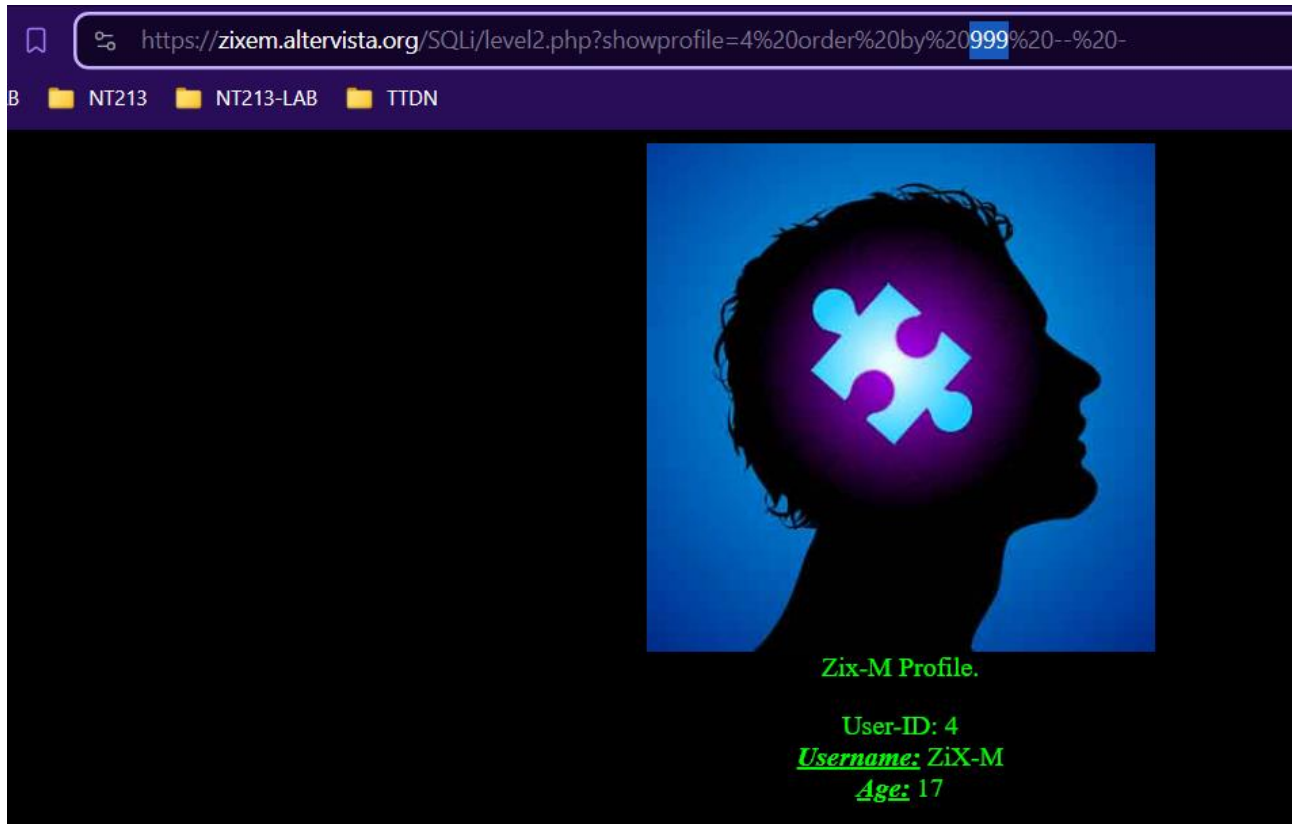 https://zixem.altervista.org/SQLi/level2.php?showprofile=4%20order%20by%20999%20--%20-
B NT213 NT213-LAB TTDN
Zix-M Profile.
User-ID: 4
Username: ZiX-M
Age: 17